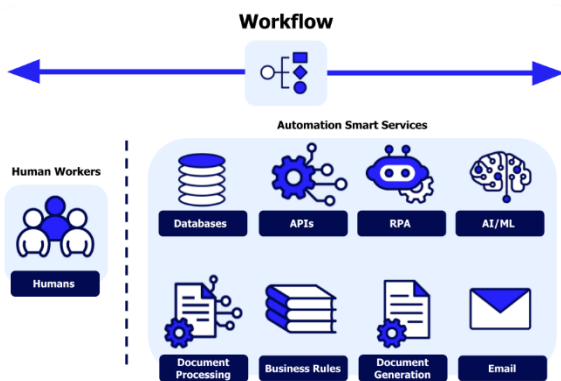 Workflow
Automation Smart Services
Human Workers
Databases
APIs
RPA
AI/ML
Humans
Document
Processing
Business Rules
Document
Generation
Email